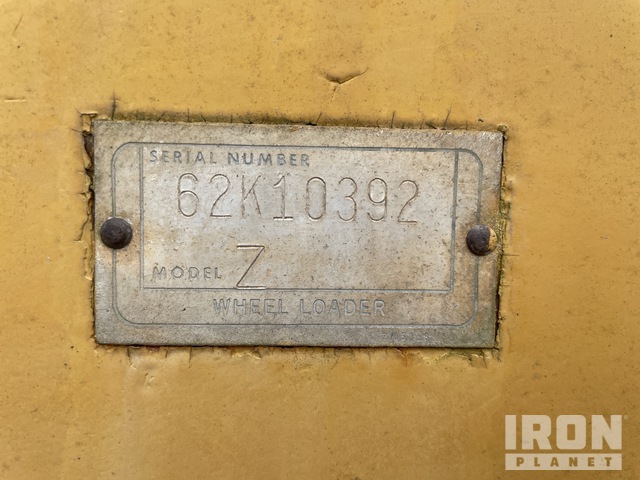 SERIAL NUMBER
62K10392
MODEL Z
WHEEL LOADER
IRON
PLANET